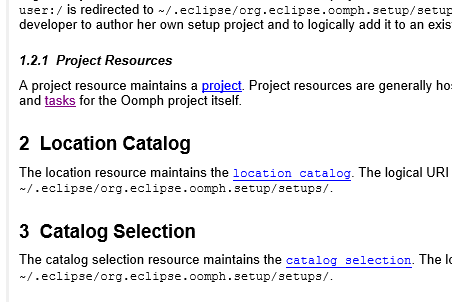 user:/ is redirected to ~/.eclipse/org.eclipse.oomph.setup/setup
developer to author her own setup project and to logically add it to an exis
1.2.1 Project Resources
A project resource maintains a project. Project resources are generally ho
and tasks for the Oomph project itself.
2 Location Catalog
The location resource maintains the location catalog. The logical URI
~/.eclipse/org.eclipse.oomph.setup/setups/.
3 Catalog Selection
The catalog selection resource maintains the catalog selection. The lo
~/.eclipse/org.eclipse.oomph.setup/setups/.